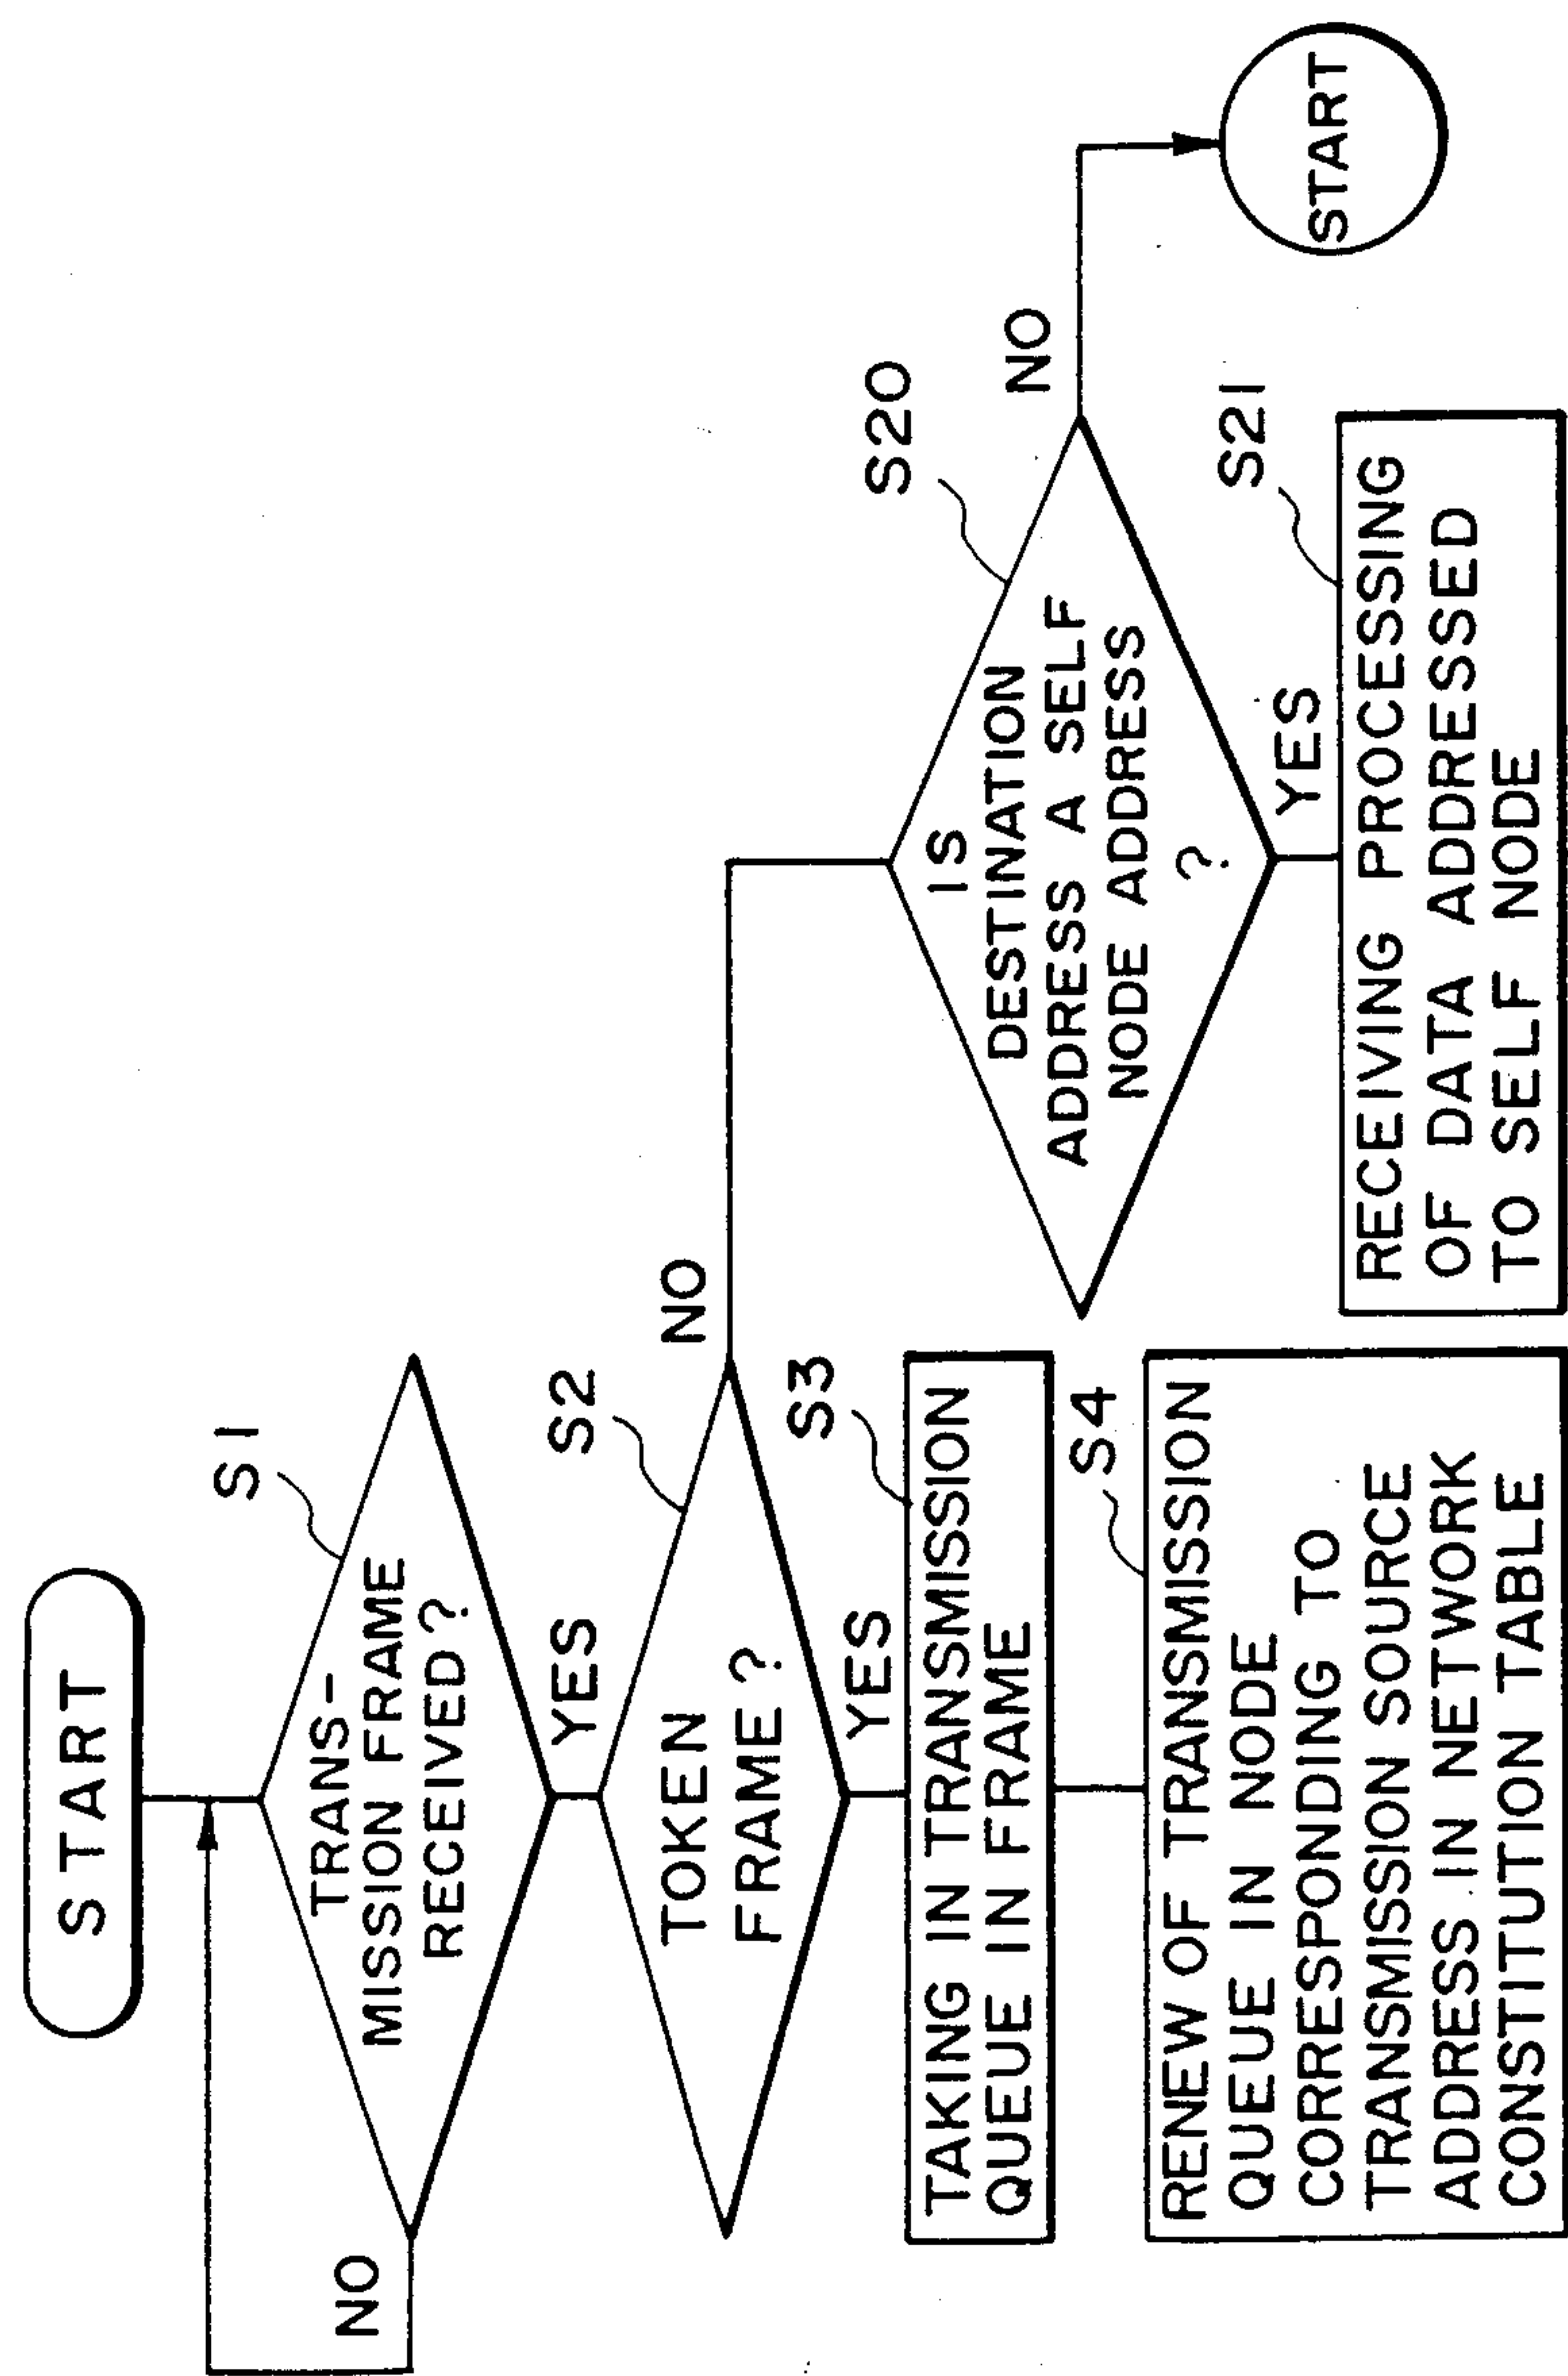 START
S1
TRANS-
MISSION FRAME
RECEIVED?
NO
YES
S2
TOKEN
FRAME?
NO
YES
S3
TAKING IN TRANSMISSION
QUEUE IN FRAME
S4
RENEW OF TRANSMISSION
QUEUE IN NODE
CORRESPONDING TO
TRANSMISSION SOURCE
ADDRESS IN NETWORK
CONSTITUTION TABLE
S20
IS
DESTINATION
ADDRESS A SELF
NODE ADDRESS
?
NO
START
YES
S21
RECEIVING PROCESSING
OF DATA ADDRESSED
TO SELF NODE